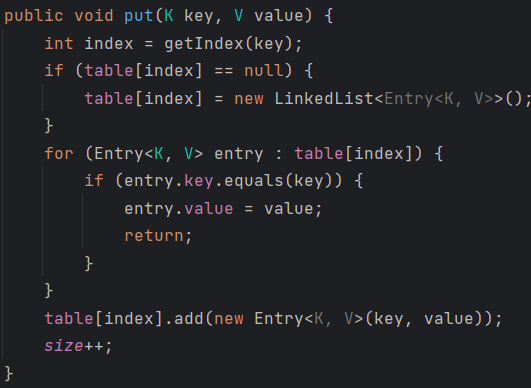 public void put(K key, V value) {
    int index = getIndex(key);
    if (table[index] == null) {
        table[index] = new LinkedList<Entry<K, V>>();
    }
    for (Entry<K, V> entry : table[index]) {
        if (entry.key.equals(key)) {
            entry.value = value;
            return;
        }
    }
    table[index].add(new Entry<K, V>(key, value));
    size++;
}